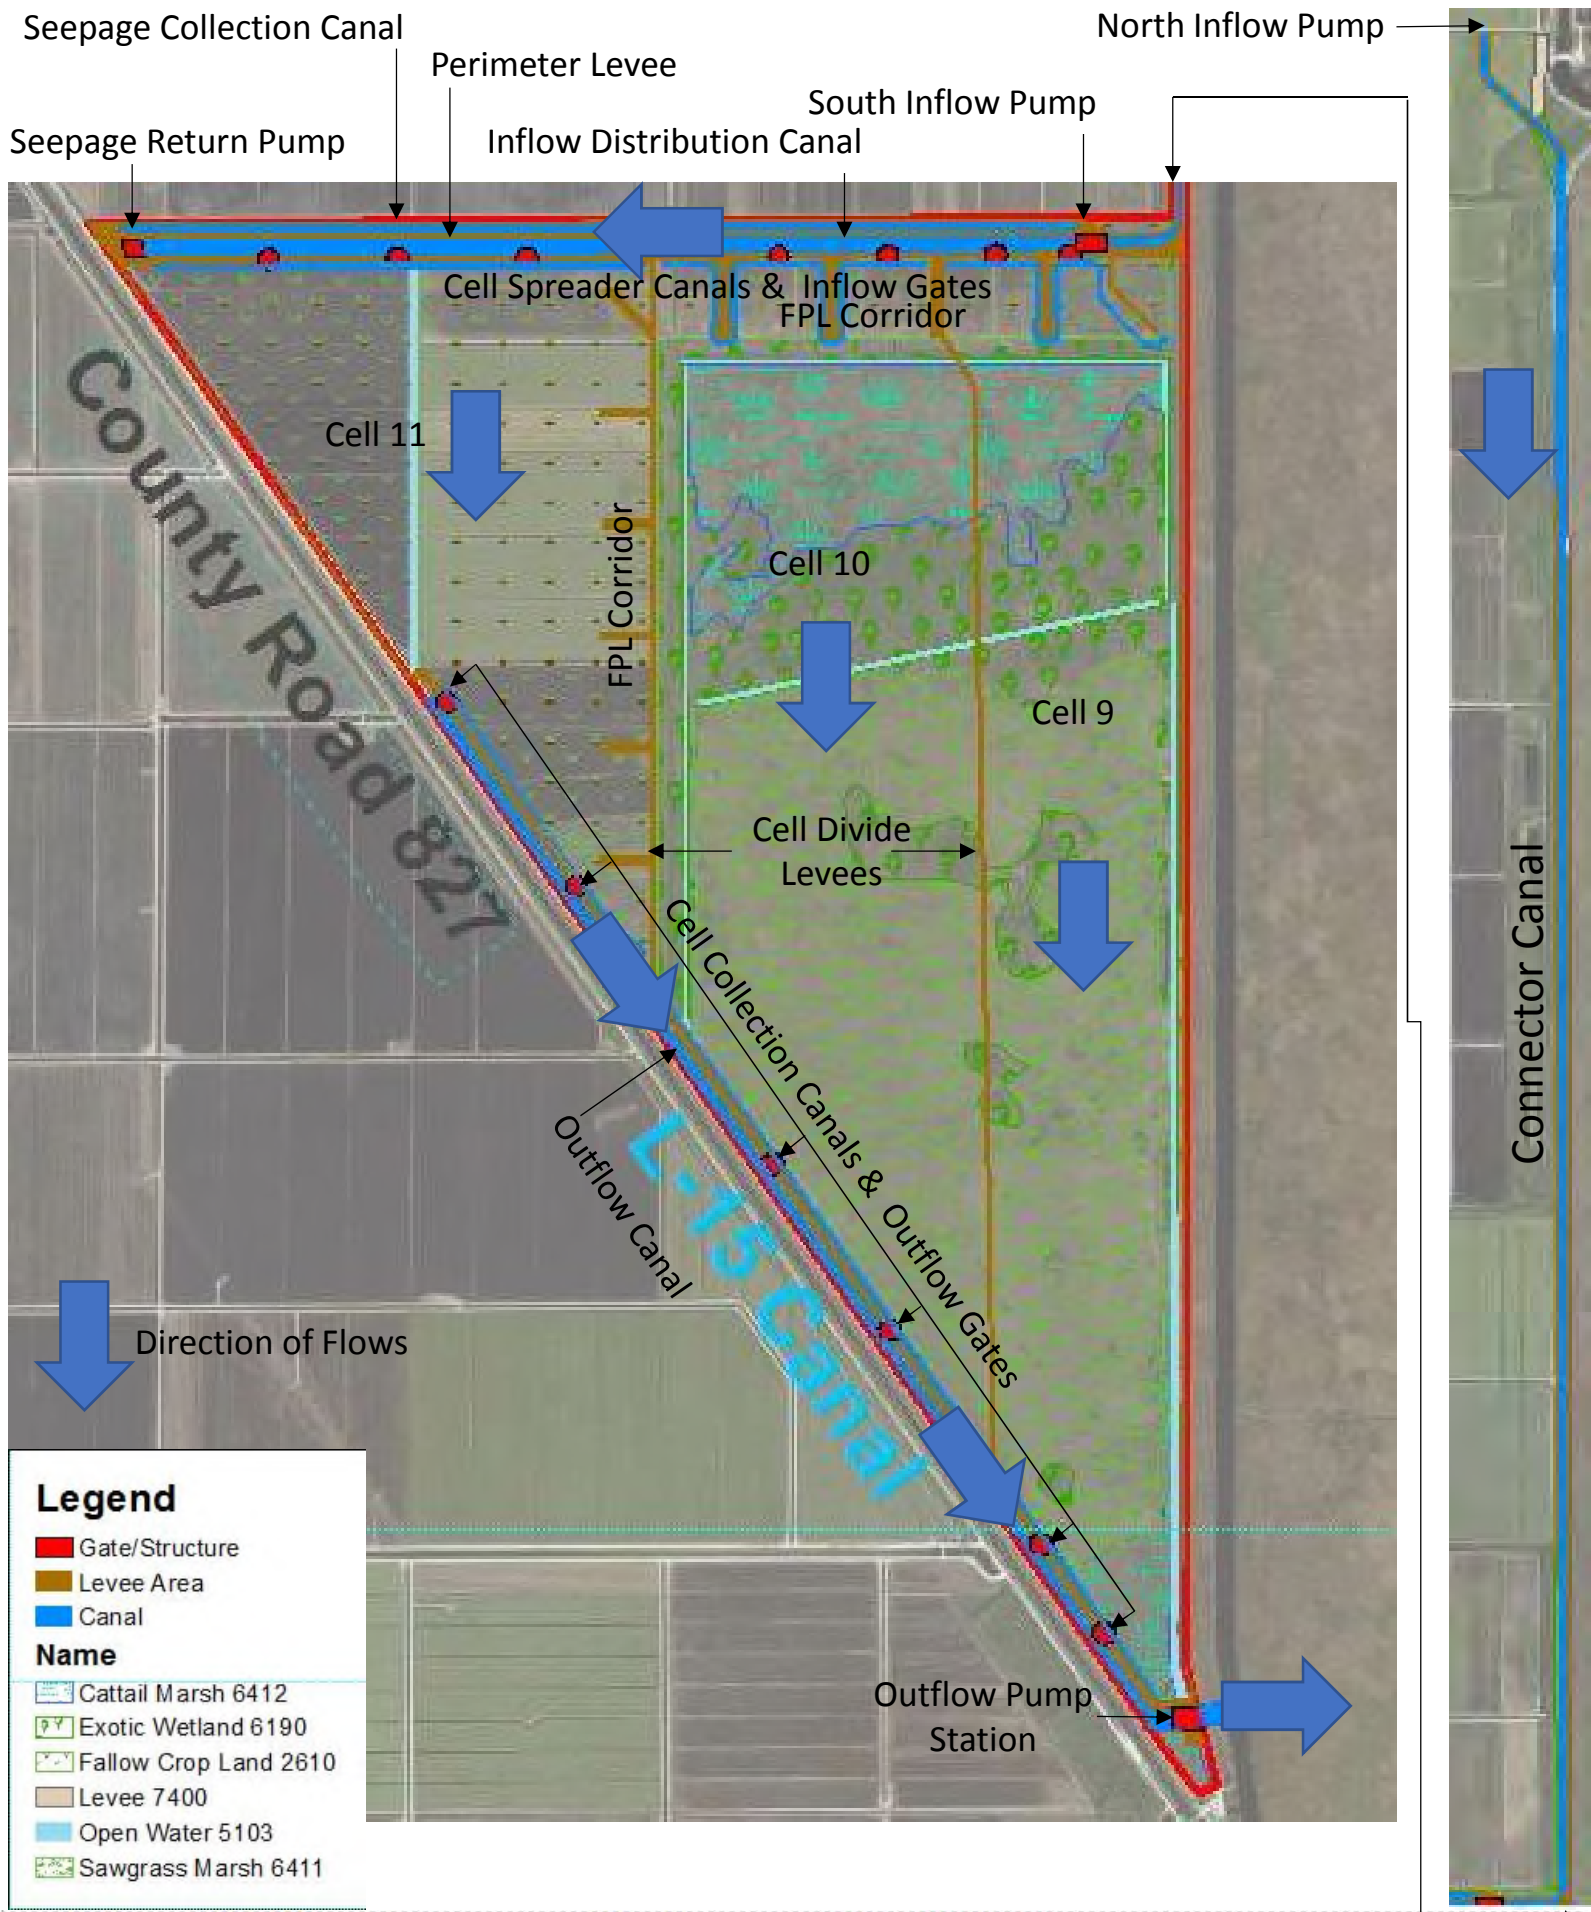 Seepage Collection Canal
North Inflow Pump
Perimeter Levee
South Inflow Pump
Seepage Return Pump
Inflow Distribution Canal
Cell Spreader Canals & Inflow Gates
FPL Corridor
Cell 11
County Road 827
FPL Corridor
Cell 10
Cell 9
Cell Divide
Levees
Connector Canal
Cell Collection Canals & Outflow Gates
Outflow Canal
L-15 Canal
Direction of Flows
Outflow Pump
Station
Legend
Gate/Structure
Levee Area
Canal
Name
Cattail Marsh 6412
Exotic Wetland 6190
Fallow Crop Land 2610
Levee 7400
Open Water 5103
Sawgrass Marsh 6411